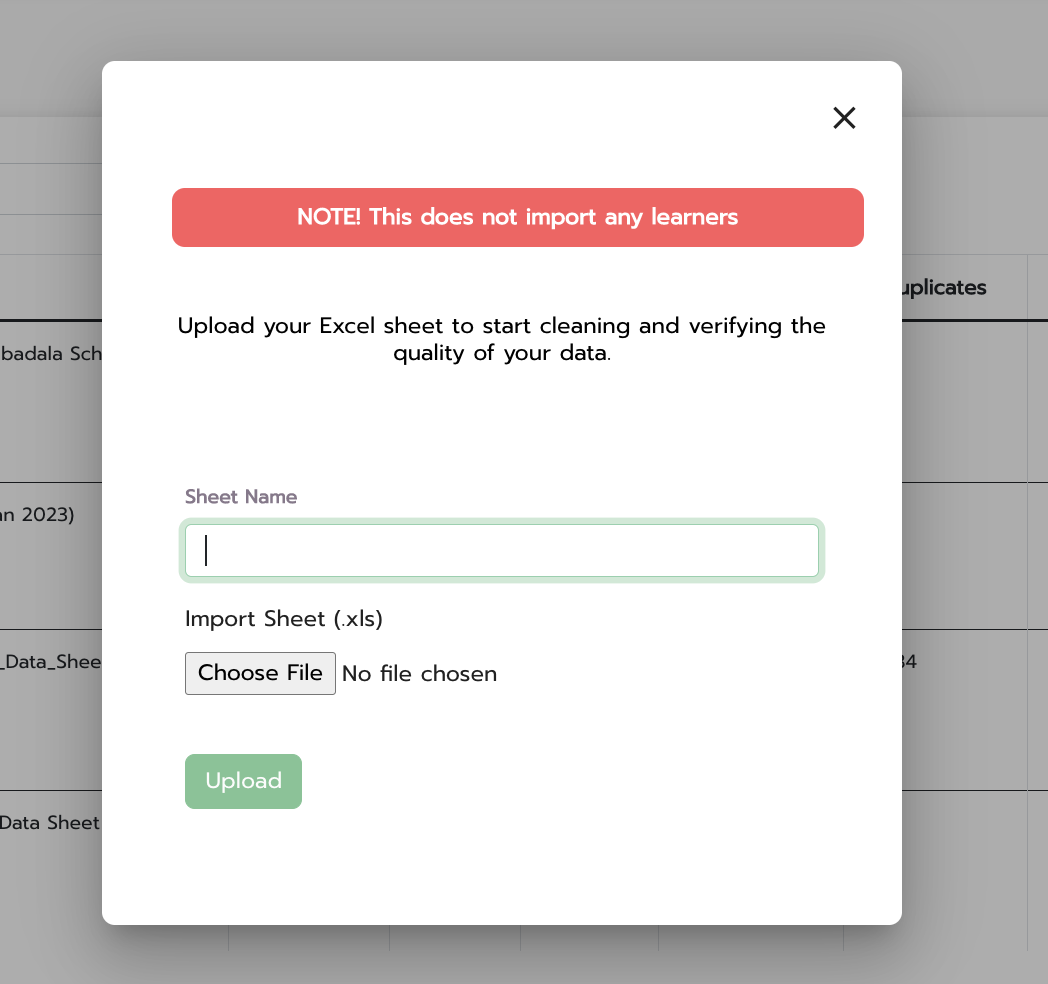 NOTE! This does not import any learners
uplicates
Upload your Excel sheet to start cleaning and verifying the
quality of your data.
badala Sch
Sheet Name
an 2023)
Import Sheet (.xls)
_Data_Shee
34
Choose File No file chosen
Upload
Data Sheet